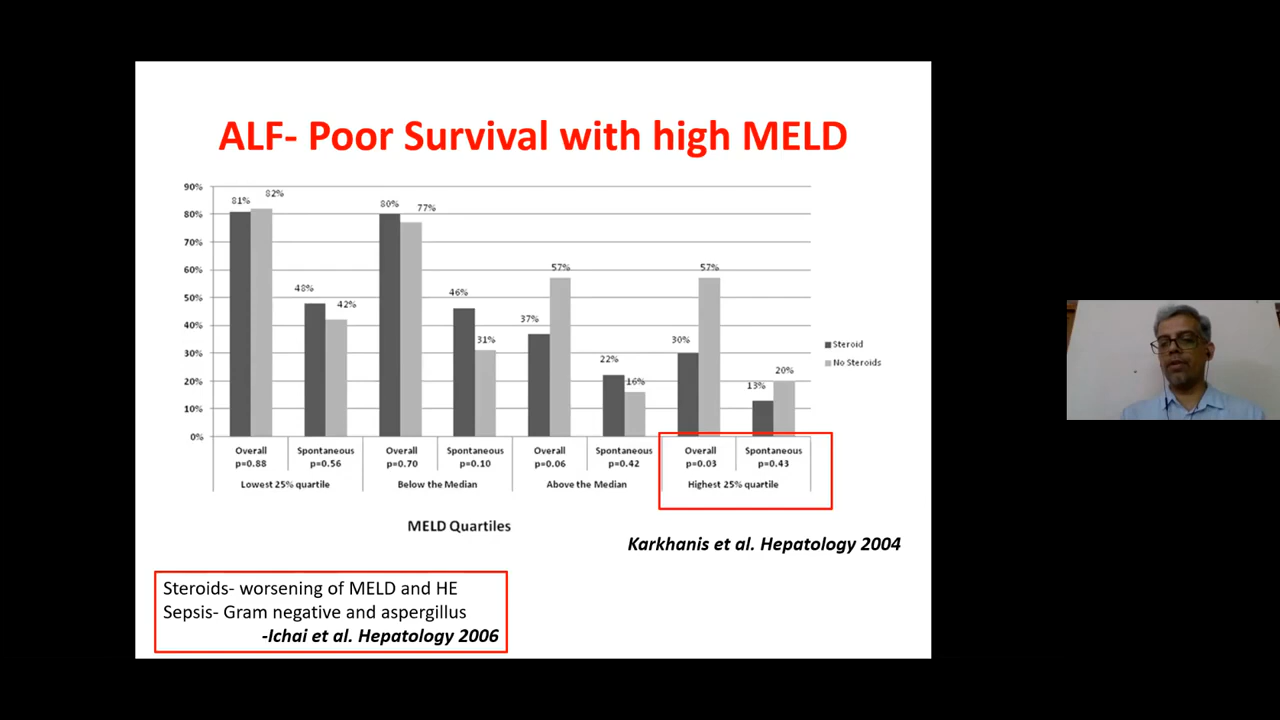 ALF- Poor Survival with high MELD
90%
80%
70%
60%
50%
40%
30%
20%
10%
0%
81%
82%
48%
42%
80%
77%
46%
31%
37%
57%
22%
16%
30%
57%
13%
20%
Steroid
No Steroids
Overall
p=0.88
Spontaneous
p=0.56
Overall
p=0.70
Spontaneous
p=0.10
Overall
p=0.06
Spontaneous
p=0.42
Overall
p=0.03
Spontaneous
p=0.43
Lowest 25% quartile
Below the Median
Above the Median
Highest 25% quartile
MELD Quartiles
Karkhanis et al. Hepatology 2004
Steroids- worsening of MELD and HE
Sepsis- Gram negative and aspergillus
-Ichai et al. Hepatology 2006